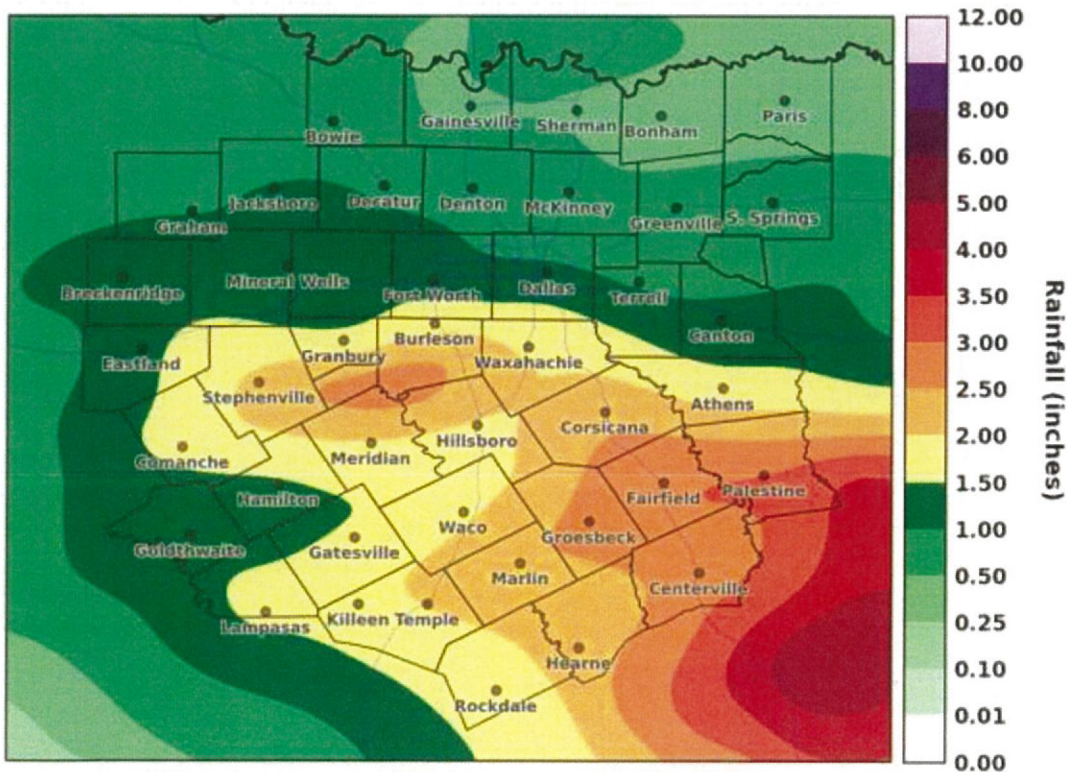 Gainesville
Sherman
Bonham
Paris
Bowie
Jacksboro
Decatur
Denton
McKinney
Graham
Greenville
S. Springs
Breckenridge
Mineral Wells
Fort Worth
Dallas
Terrell
Canton
Eastland
Granbury
Burleson
Waxahachie
Stephenville
Athens
Comanche
Meridian
Hillsboro
Corsicana
Hamilton
Waco
Fairfield
Palestine
Goldthwaite
Gatesville
Groesbeck
Marlin
Centerville
Lampasas
Killeen
Temple
Hearne
Rockdale
12.00
10.00
8.00
6.00
5.00
4.00
3.50
3.00
2.50
2.00
1.50
1.00
0.50
0.25
0.10
0.01
0.00
Rainfall (inches)